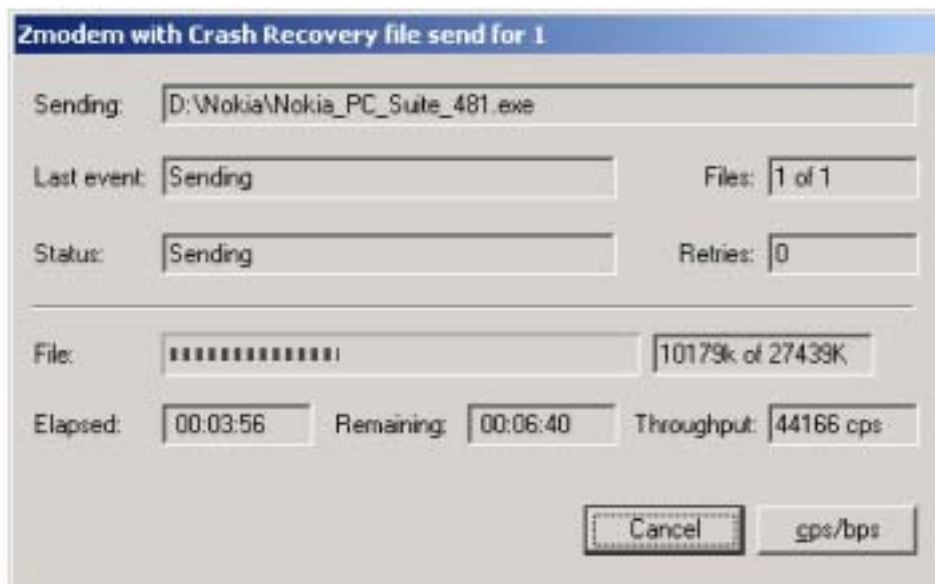 Zmodem with Crash Recovery file send for 1
Sending: D:\Nokia\Nokia_PC_Suite_481.exe
Last event: Sending Files: 1 of 1
Status: Sending Retries: 0
File: 10179k of 27439K
Elapsed: 00:03:56 Remaining: 00:06:40 Throughput: 44166 cps
Cancel cps/bps